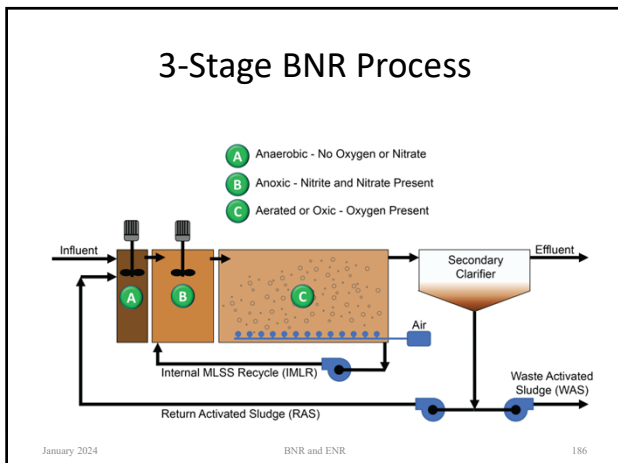 3-Stage BNR Process
A Anaerobic - No Oxygen or Nitrate
B Anoxic - Nitrite and Nitrate Present
C Aerated or Oxic - Oxygen Present
Influent
Effluent
Secondary
Clarifier
A
B
C
Air
Internal MLSS Recycle (IMLR)
Waste Activated
Sludge (WAS)
Return Activated Sludge (RAS)
January 2024
BNR and ENR
186